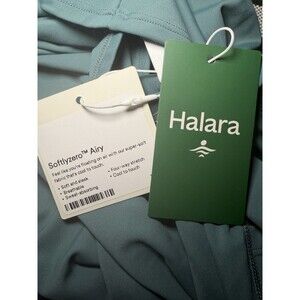 Softlyzero™ Airy
Feel like you're floating on air with our super-soft
fabric that's cool to touch.
• Soft and sleek
• Breathable
• Sweat-absorbing
• Four-way stretch
• Cool to touch
Halara